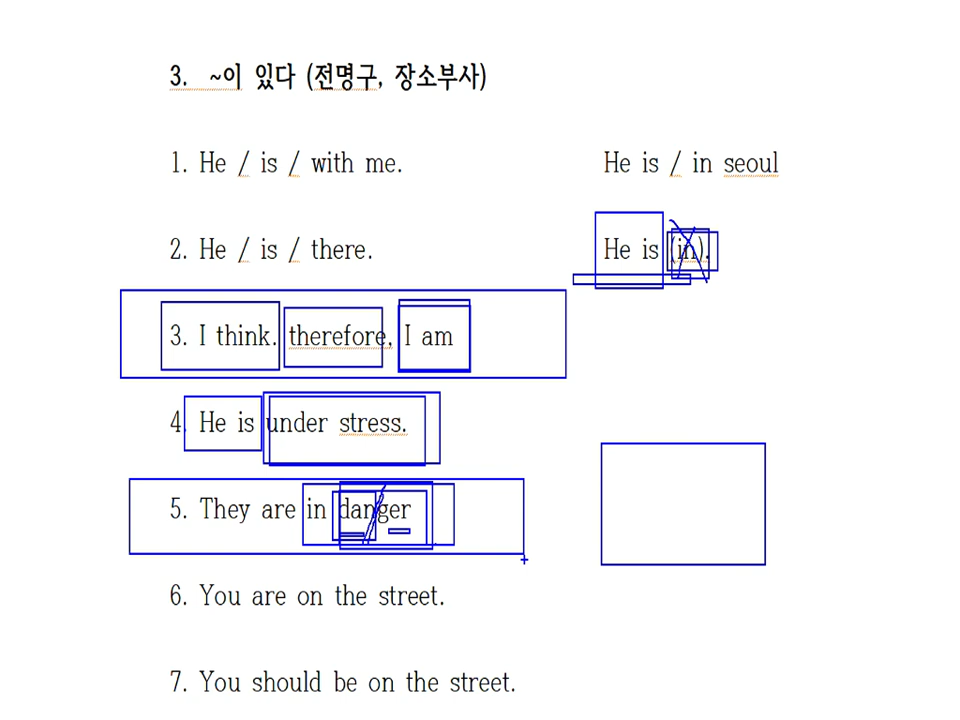 3. ~이 있다 (전명구, 장소부사)
1. He / is / with me. He is / in seoul
2. He / is / there. He is (in).
3. I think. therefore, I am
4. He is under stress.
5. They are in danger
6. You are on the street.
7. You should be on the street.